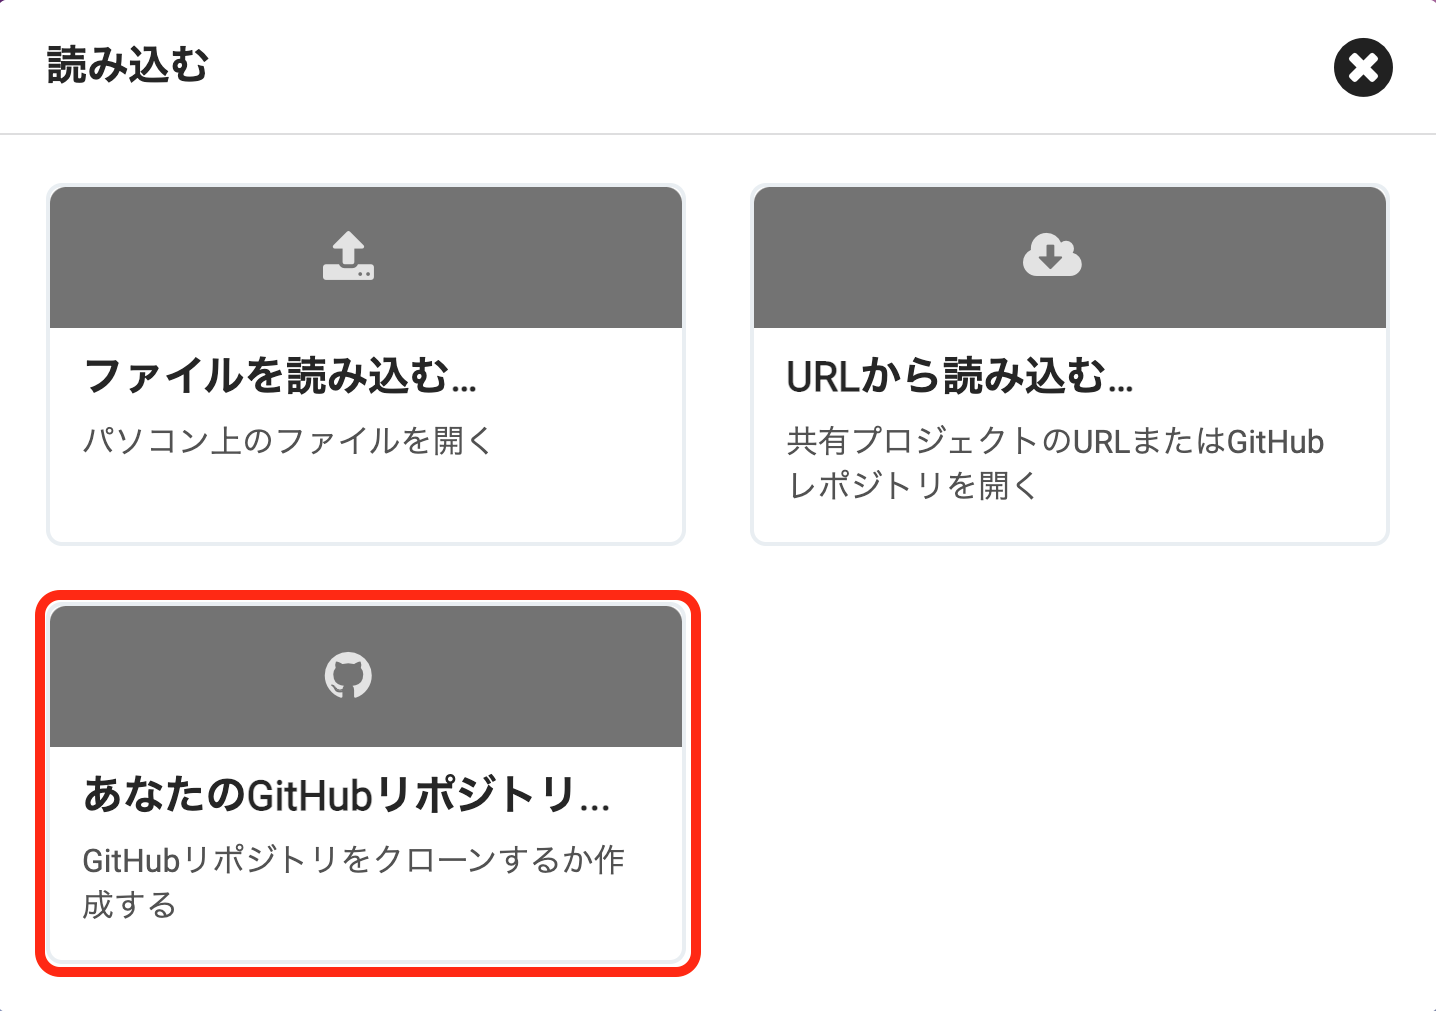 読み込む
ファイルを読み込む...
パソコン上のファイルを開く
URLから読み込む...
共有プロジェクトのURLまたはGitHub
レポジトリを開く
あなたのGitHubリポジトリ...
GitHubリポジトリをクローンするか作
成する